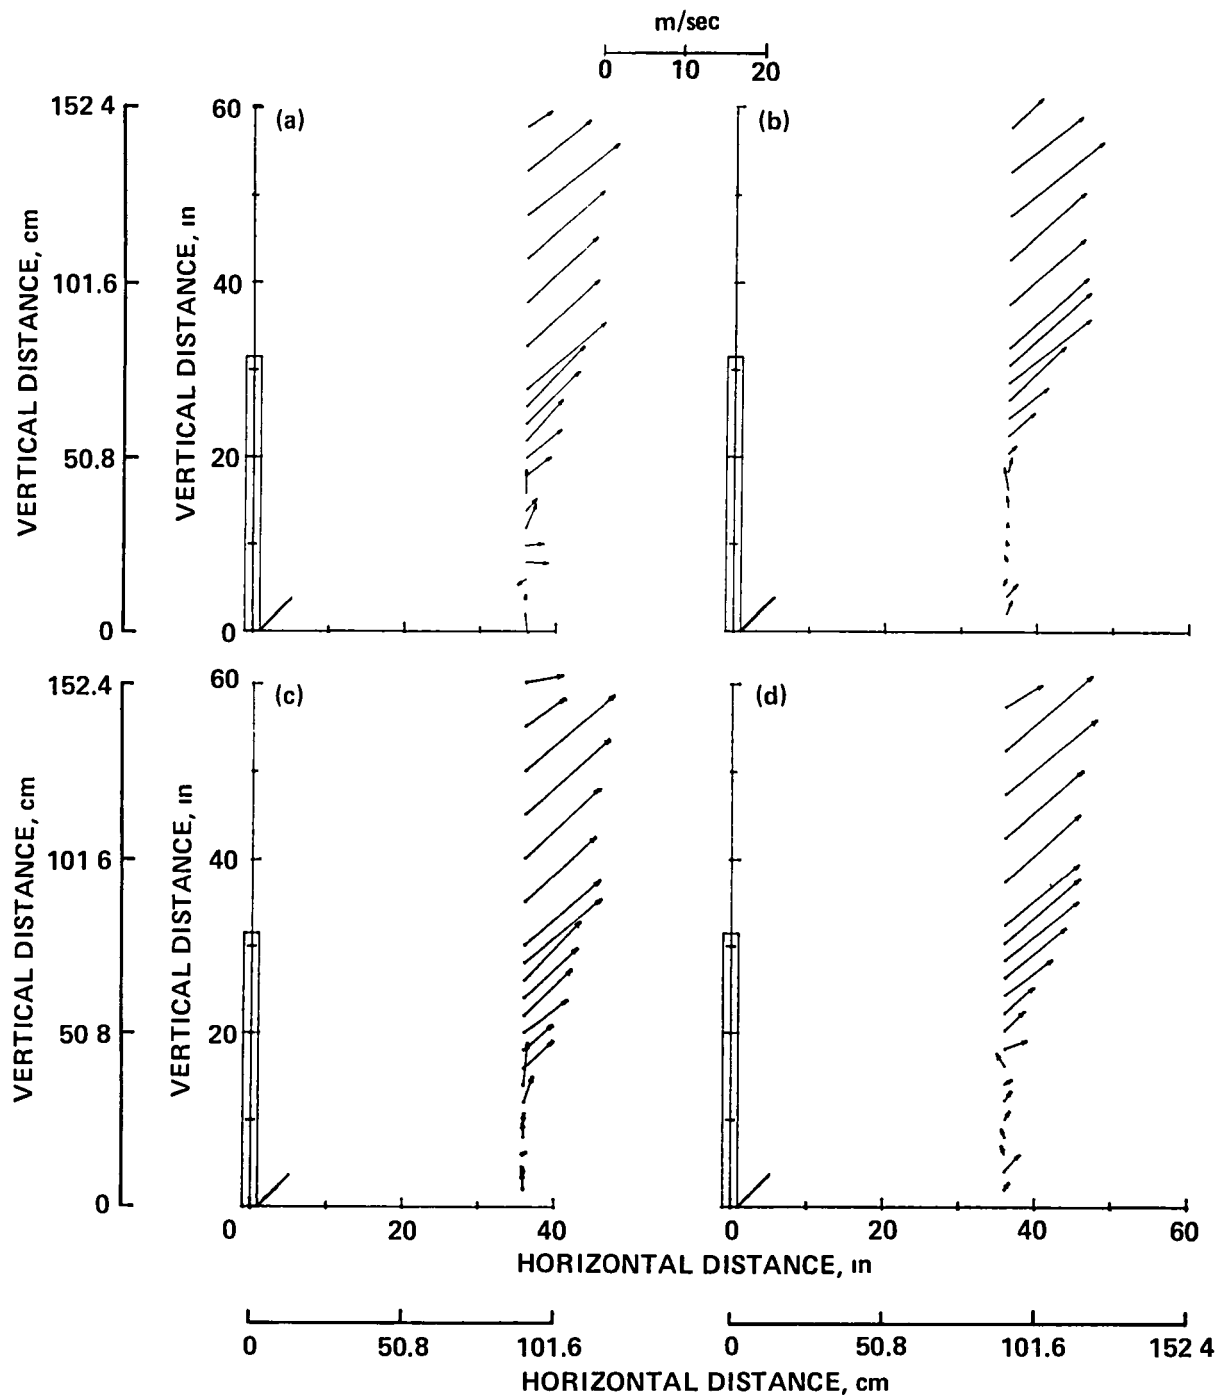 m/sec
0 10 20
152 4 60 (a) (b)
VERTICAL DISTANCE, cm
101.6
VERTICAL DISTANCE, in
40
50.8 20
0 0
152.4 60 (c) (d)
VERTICAL DISTANCE, cm
101 6
VERTICAL DISTANCE, in
40
50 8 20
0
0 20 40 0 20 40 60
HORIZONTAL DISTANCE, in
0 50.8 101.6 0 50.8 101.6 152 4
HORIZONTAL DISTANCE, cm